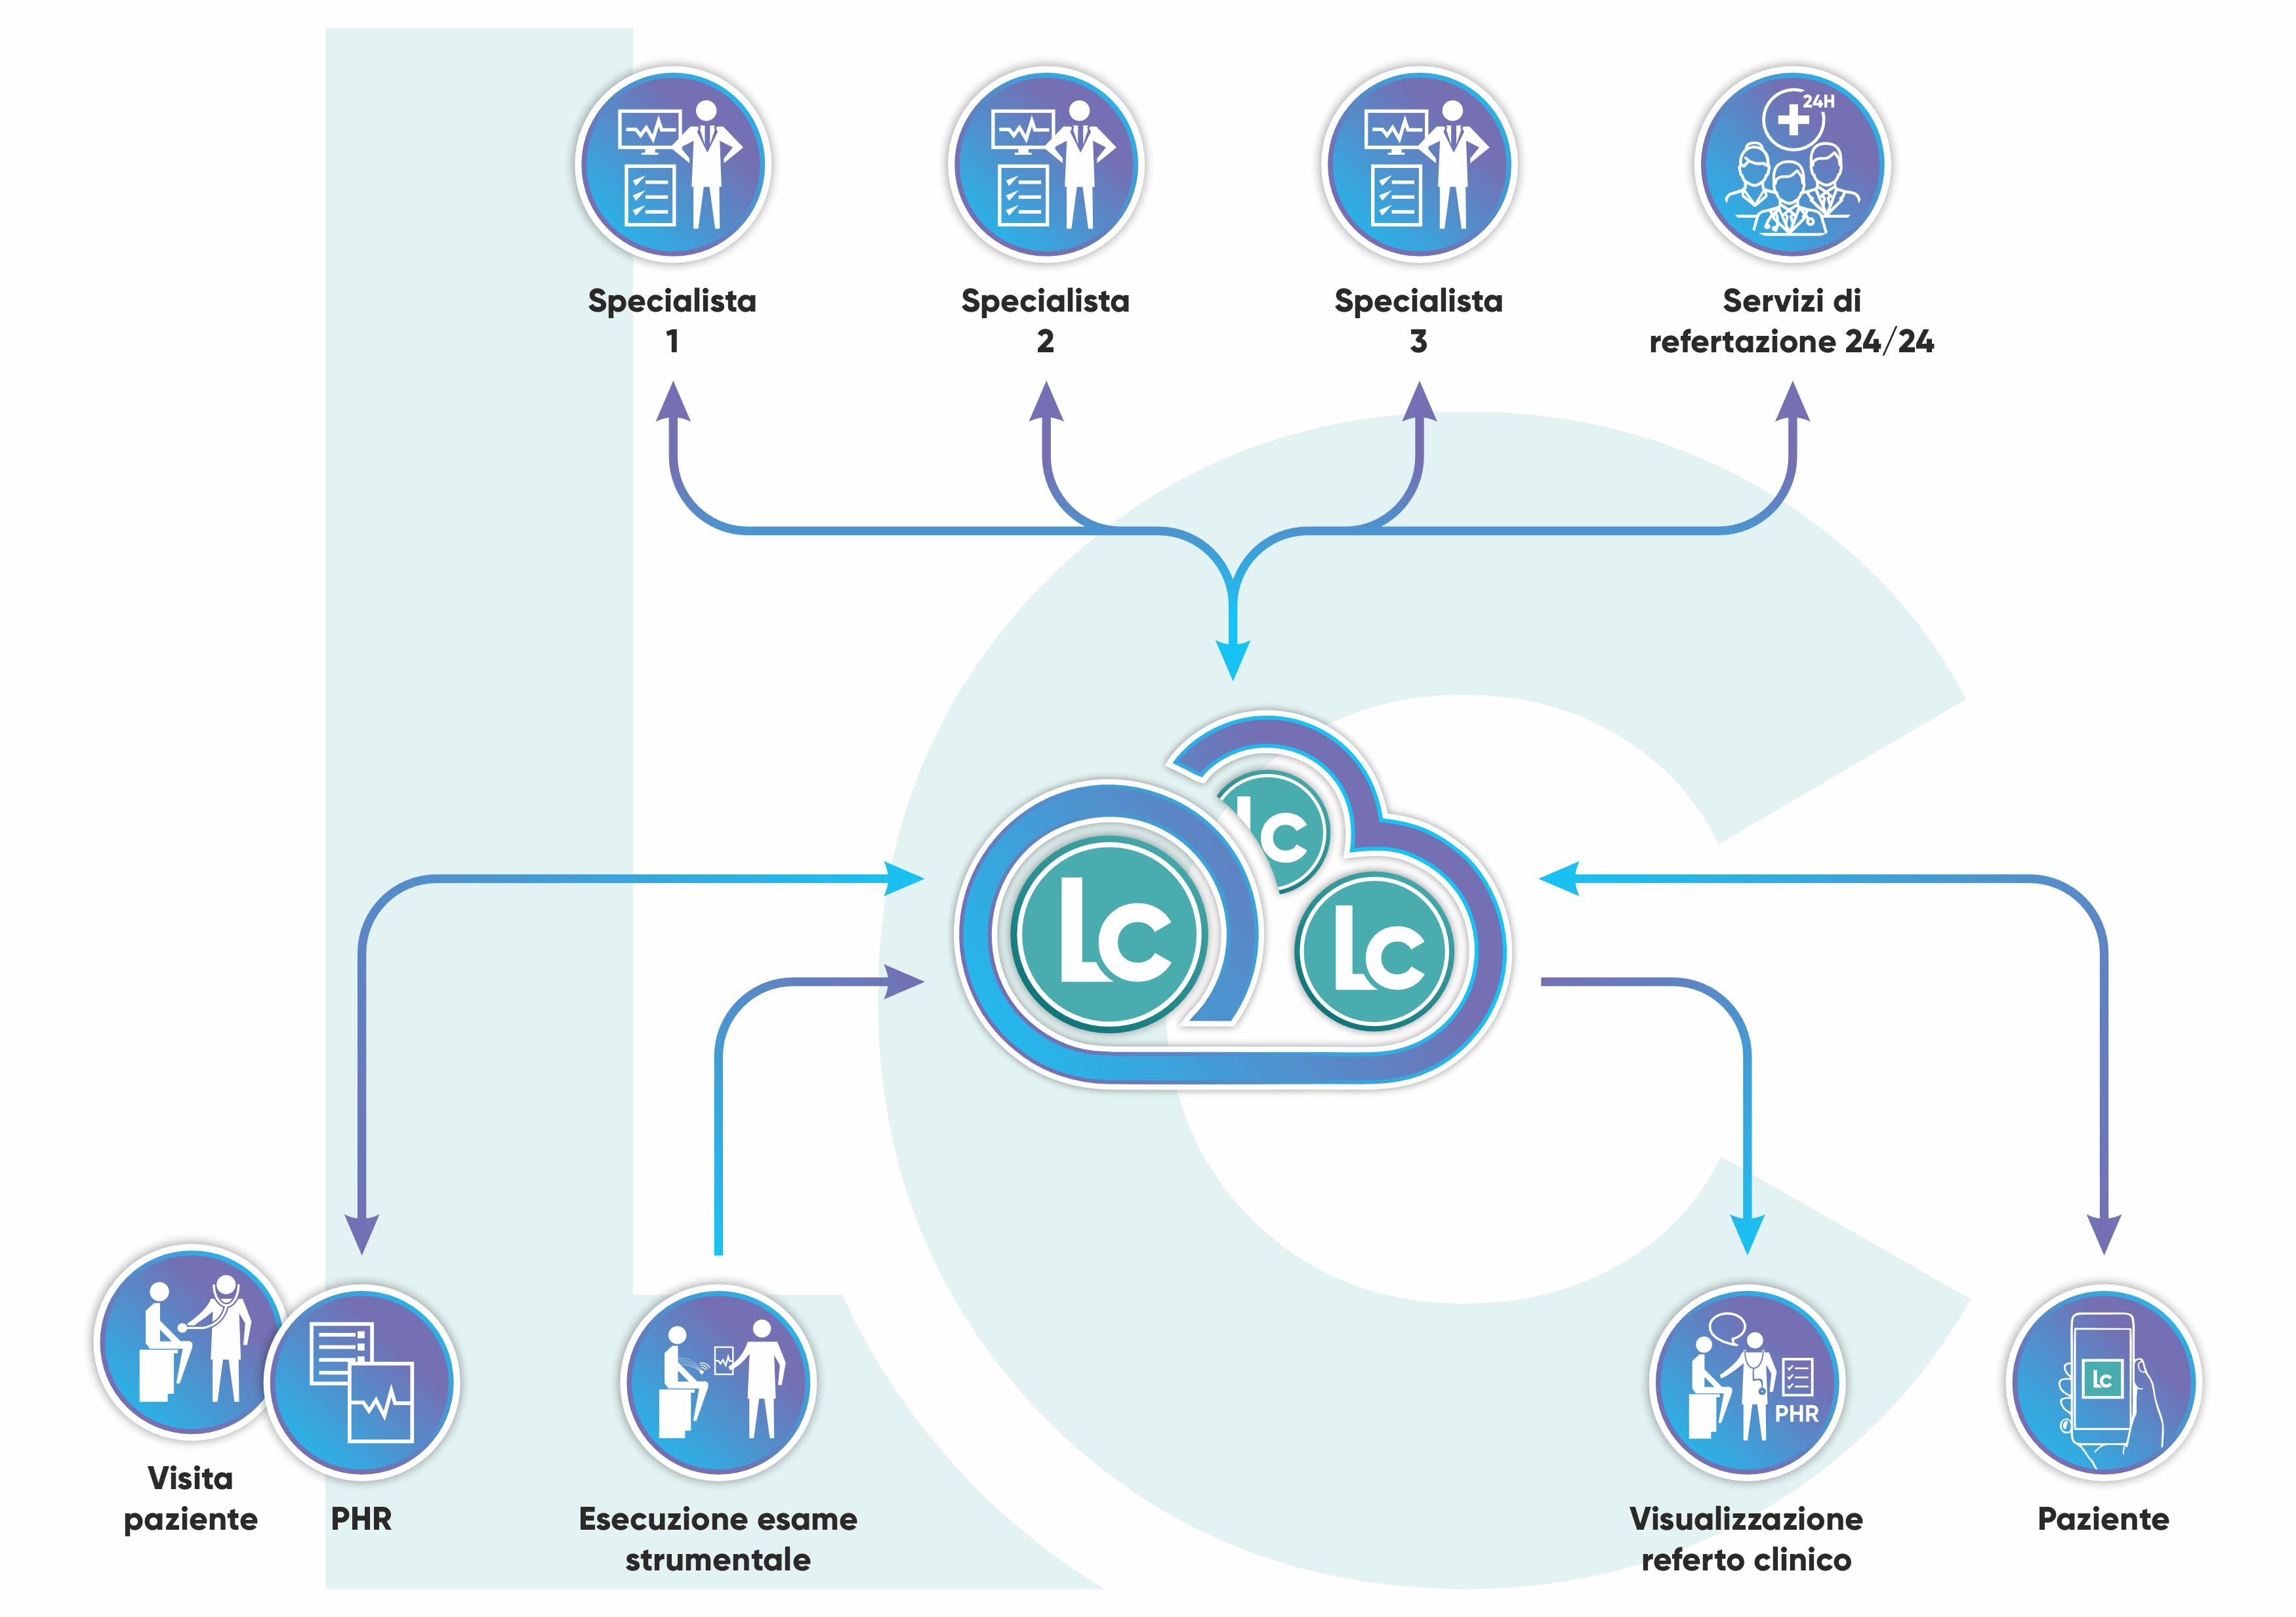 24H
Specialista
1
Specialista
2
Specialista
3
Servizi di
refertazione 24/24
Lc
Lc
Lc
Lc
PHR
Visita
paziente
PHR
Esecuzione esame
strumentale
Visualizzazione
referto clinico
Paziente
Lc